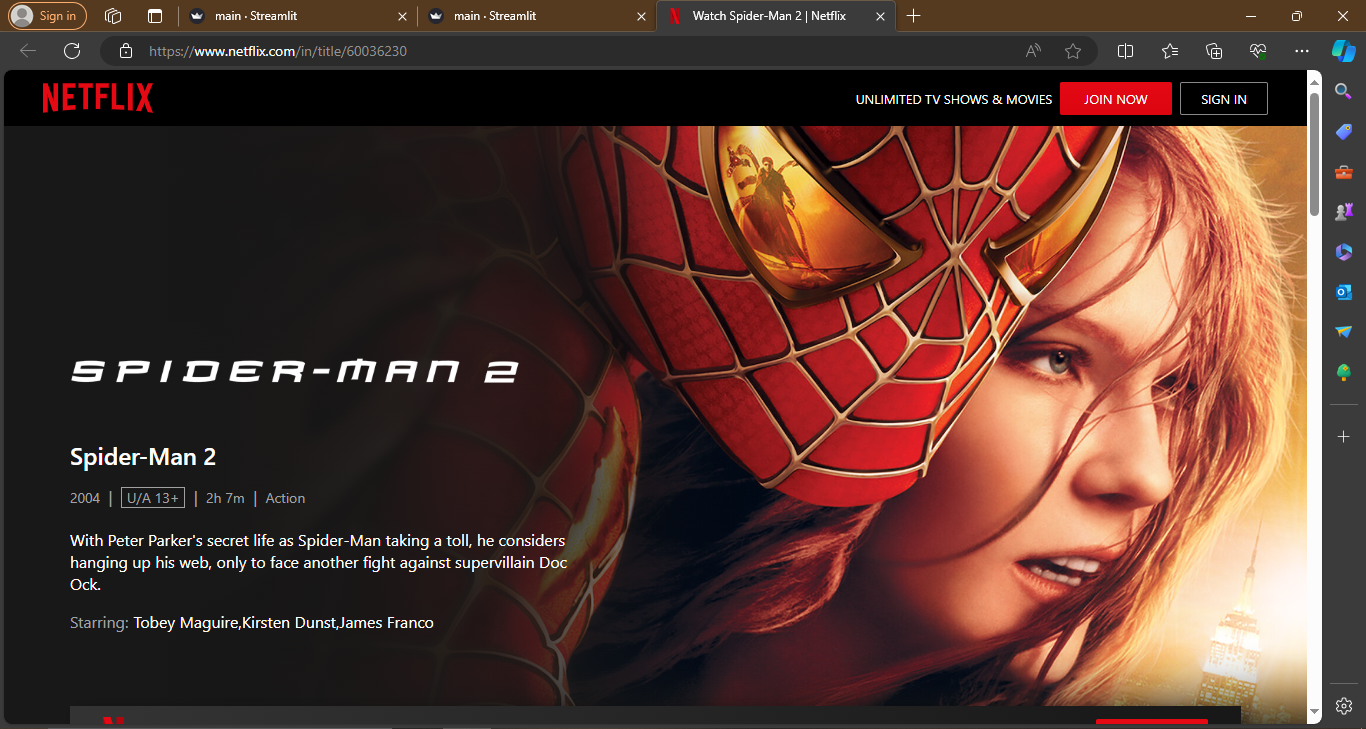 Sign in
main · Streamlit
main · Streamlit
Watch Spider-Man 2 | Netflix
https://www.netflix.com/in/title/60036230
NETFLIX
UNLIMITED TV SHOWS & MOVIES
JOIN NOW
SIGN IN
SPIDER-MAN 2
Spider-Man 2
2004 | U/A 13+ | 2h 7m | Action
With Peter Parker's secret life as Spider-Man taking a toll, he considers
hanging up his web, only to face another fight against supervillain Doc
Ock.
Starring: Tobey Maguire,Kirsten Dunst,James Franco